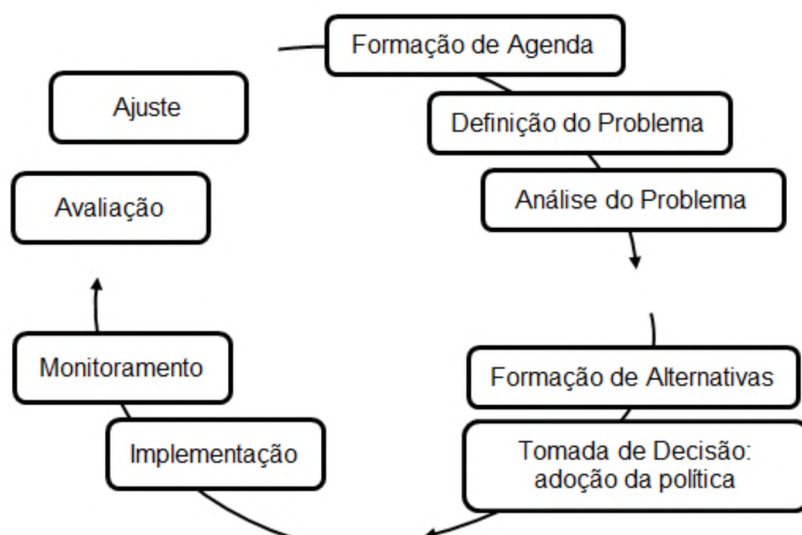 Formação de Agenda
Definição do Problema
Análise do Problema
Formação de Alternativas
Tomada de Decisão:
adoção da política
Implementação
Monitoramento
Avaliação
Ajuste